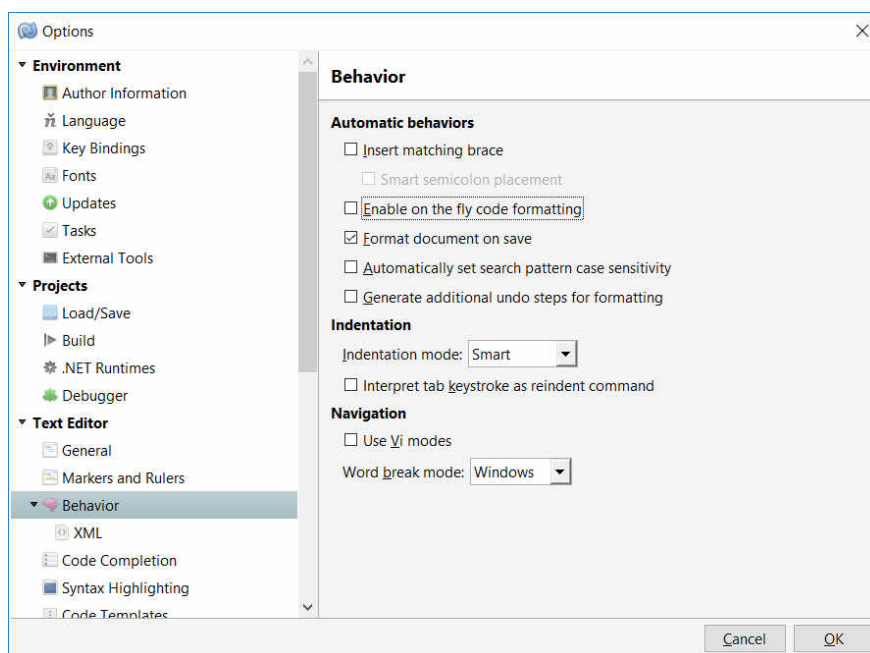 Options
Environment
Author Information
Language
Key Bindings
Fonts
Updates
Tasks
External Tools
Projects
Load/Save
Build
.NET Runtimes
Debugger
Text Editor
General
Markers and Rulers
Behavior
XML
Code Completion
Syntax Highlighting
Code Templates
Behavior
Automatic behaviors
Insert matching brace
Smart semicolon placement
Enable on the fly code formatting
Format document on save
Automatically set search pattern case sensitivity
Generate additional undo steps for formatting
Indentation
Indentation mode: Smart
Interpret tab keystroke as reindent command
Navigation
Use Vi modes
Word break mode: Windows
Cancel OK